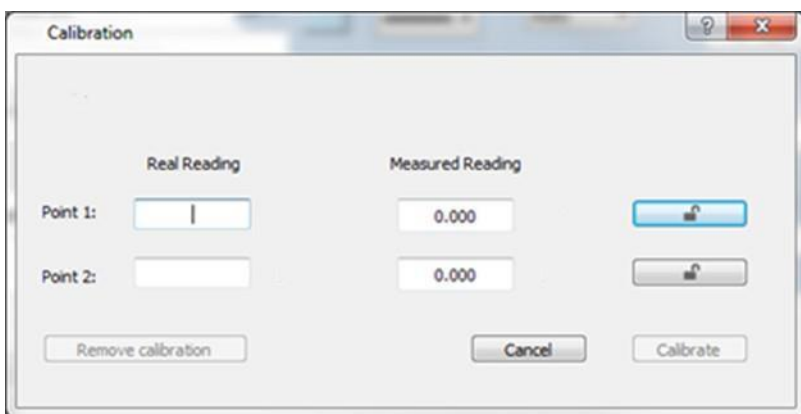 Calibration
?
Real Reading Measured Reading
Point 1: 0.000
Point 2: 0.000
Remove calibration Cancel Calibrate